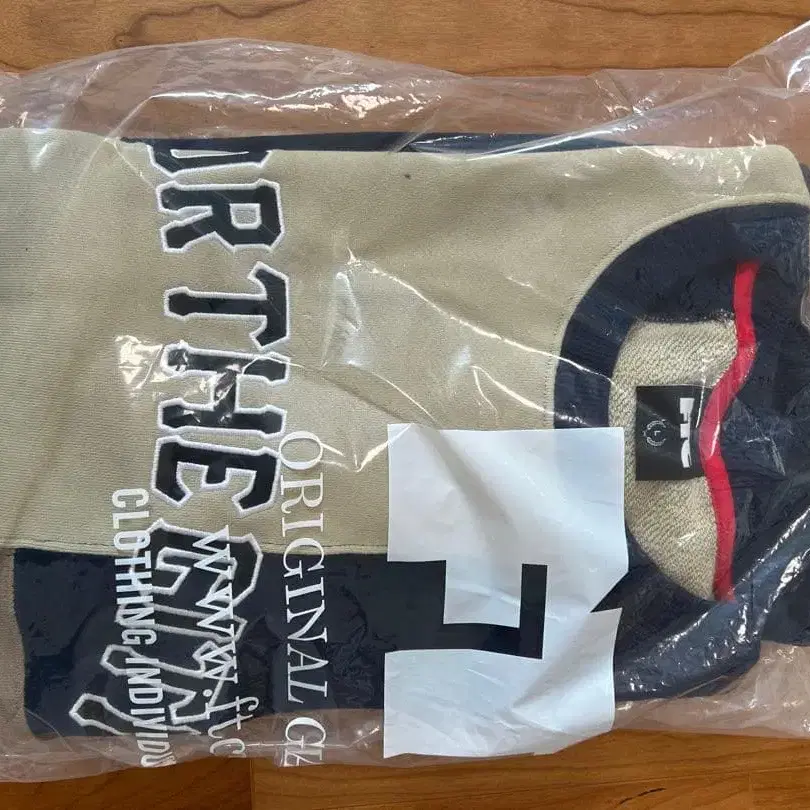 OR THE
ORIGINAL
www.ftc
CLOTHING INDIVIDU
FTC
L
F